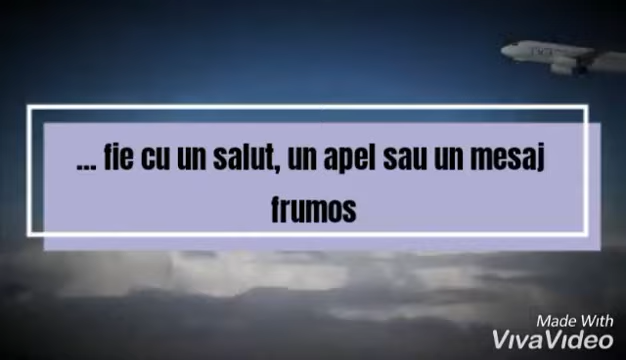 ... fie cu un salut, un apel sau un mesaj
frumos
Made With
VivaVideo